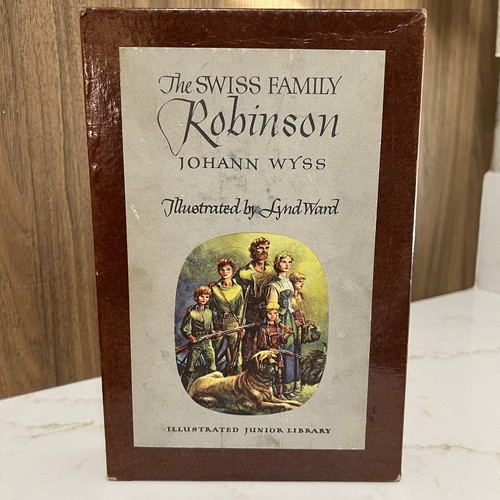 The SWISS FAMILY
Robinson
JOHANN WYSS
Illustrated by Lynd Ward
ILLUSTRATED JUNIOR LIBRARY